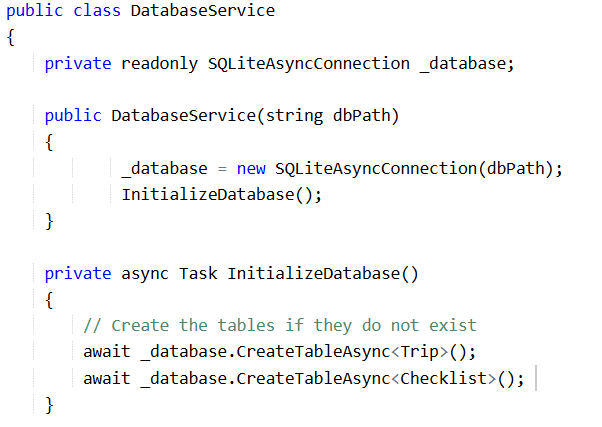 public class DatabaseService
{
private readonly SQLiteAsyncConnection _database;
public DatabaseService(string dbPath)
{
_database = new SQLiteAsyncConnection(dbPath);
InitializeDatabase();
}
private async Task InitializeDatabase()
{
// Create the tables if they do not exist
await _database.CreateTableAsync<Trip>();
await _database.CreateTableAsync<Checklist>();
}